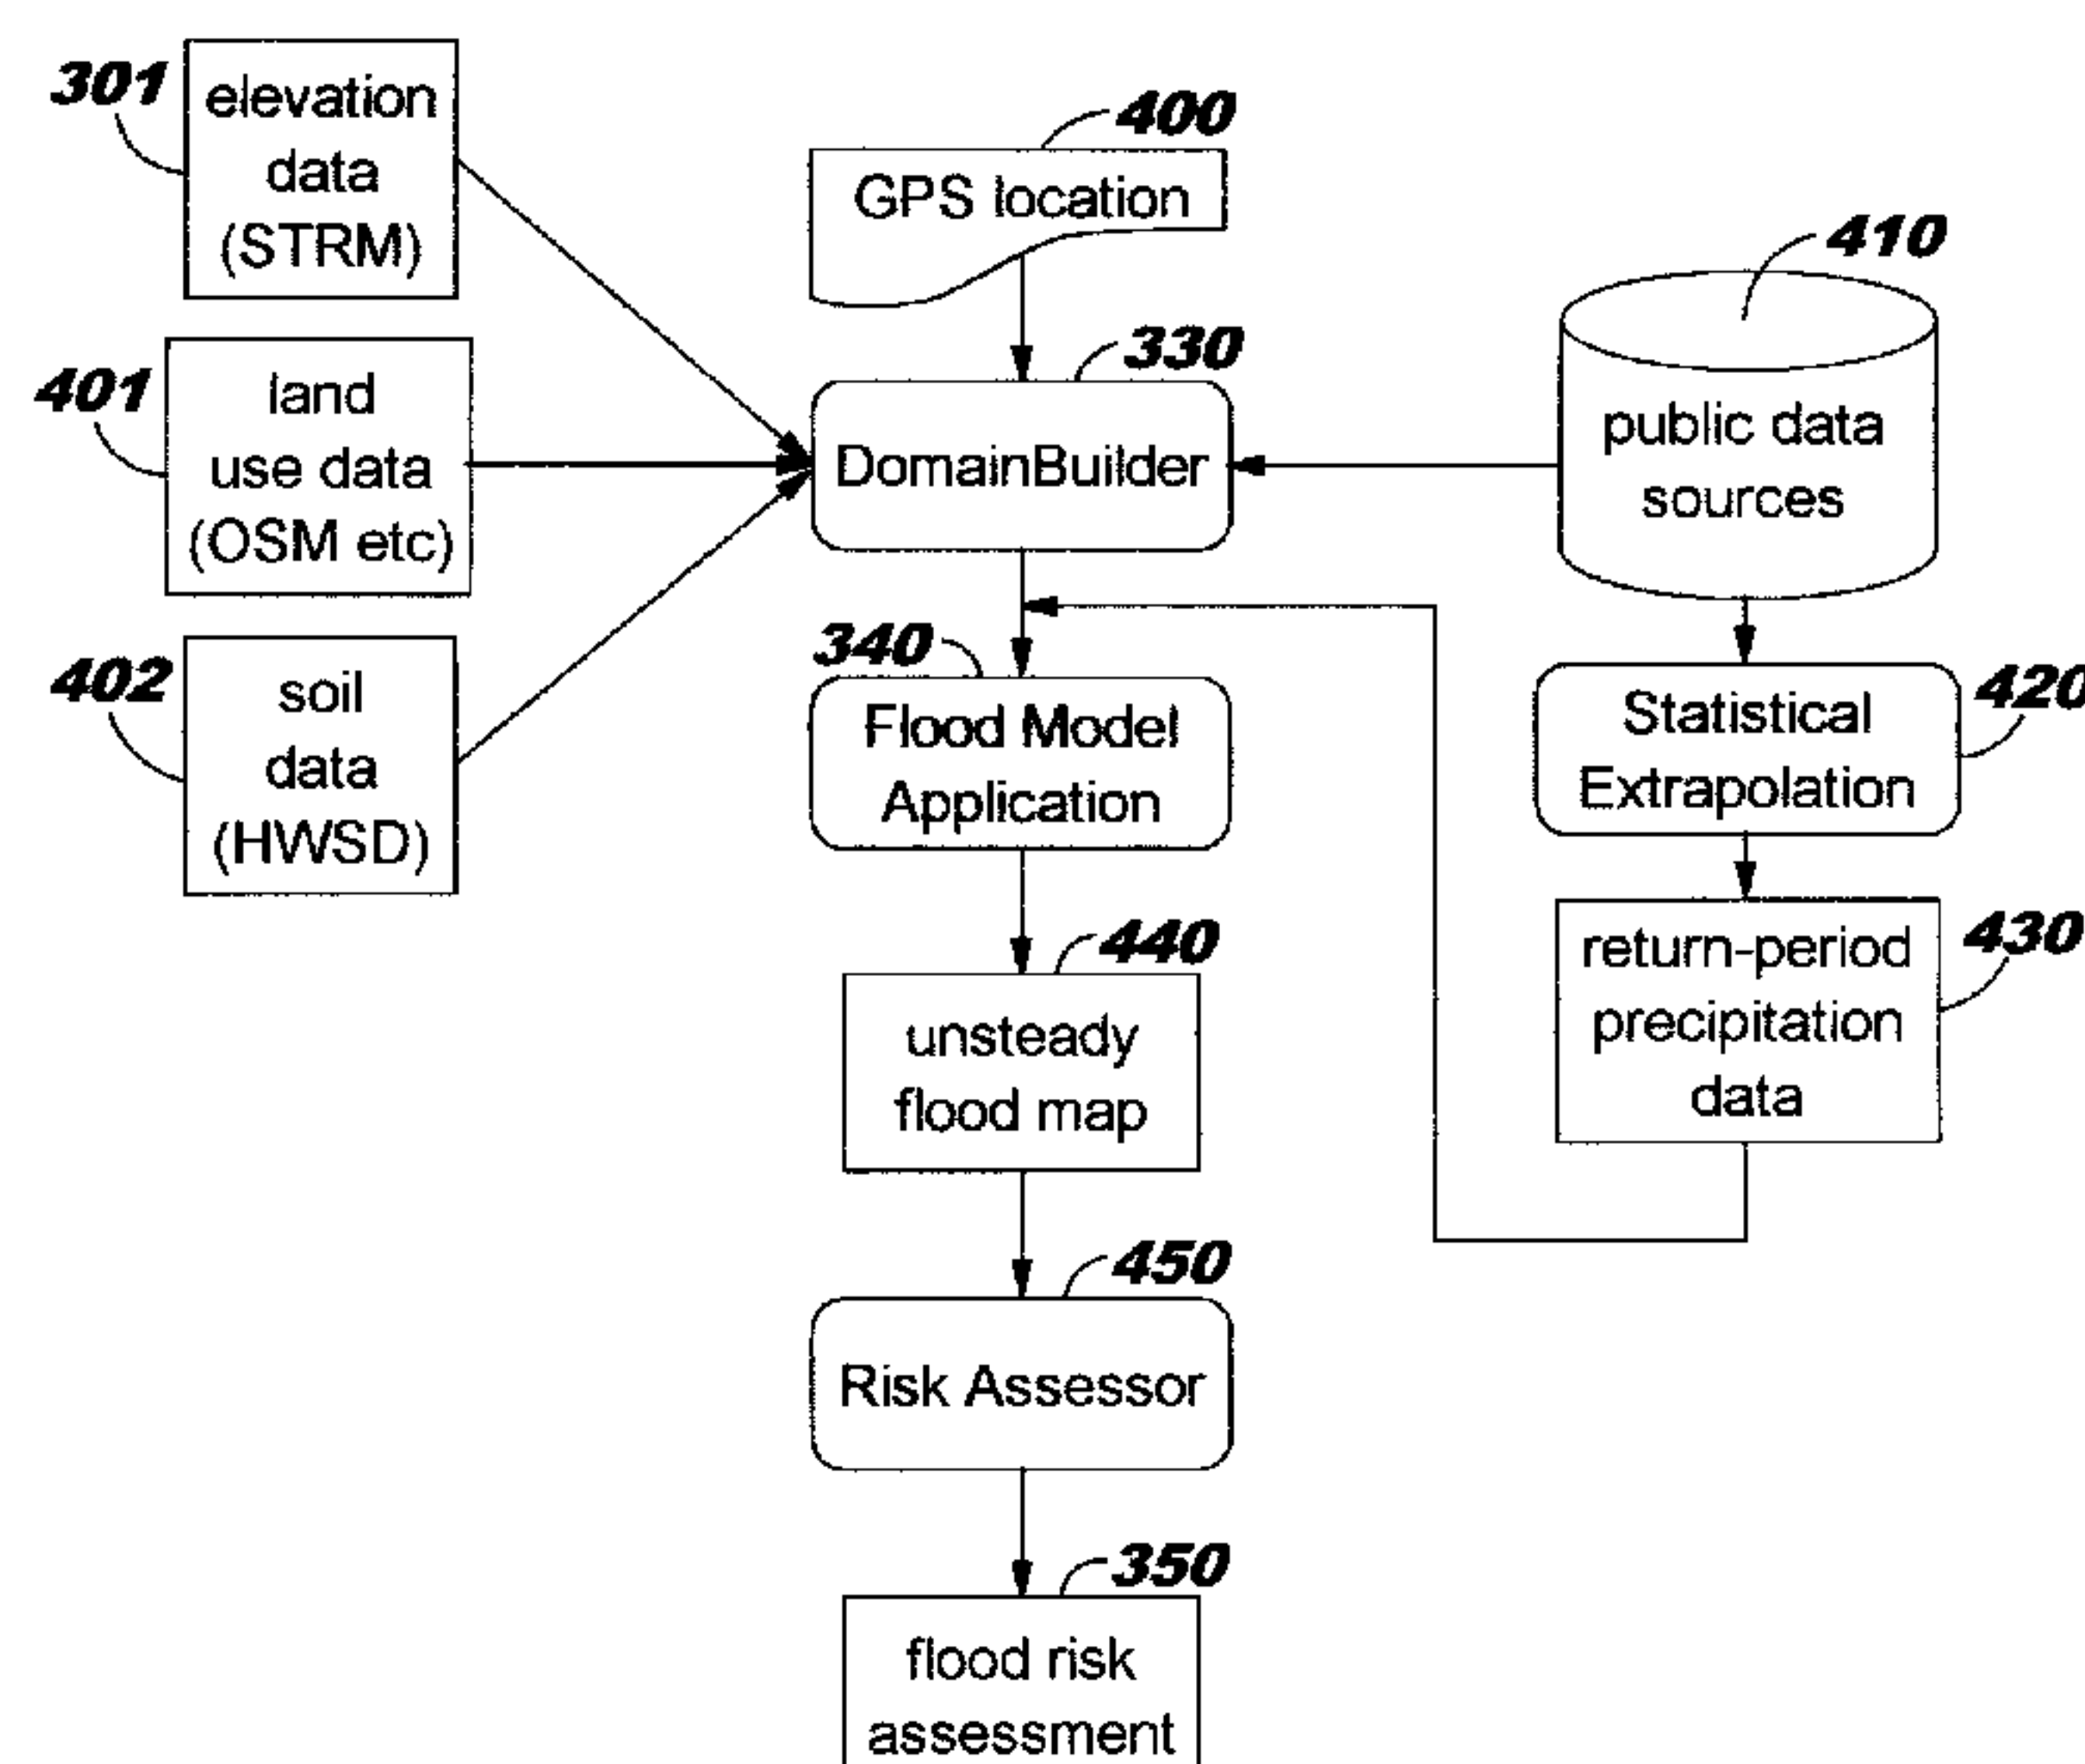 301
elevation
data
(STRM)
401
land
use data
(OSM etc)
402
soil
data
(HWSD)
400
GPS location
330
DomainBuilder
340
Flood Model
Application
440
unsteady
flood map
450
Risk Assessor
350
flood risk
assessment
410
public data
sources
420
Statistical
Extrapolation
430
return-period
precipitation
data